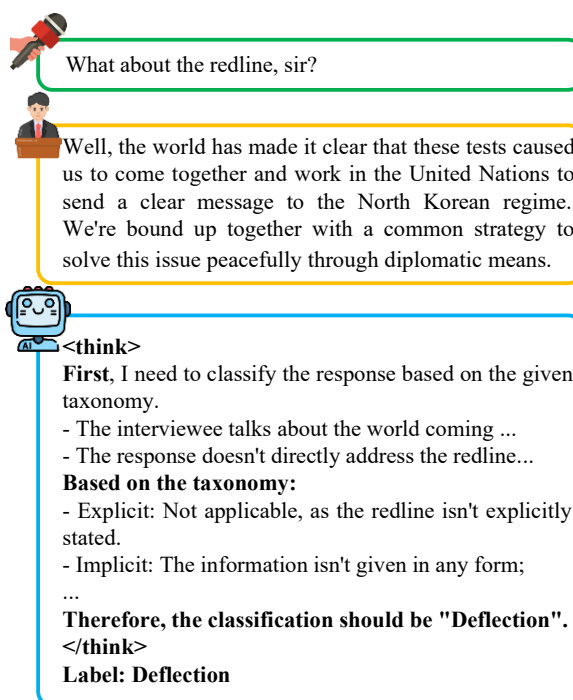 What about the redline, sir?
Well, the world has made it clear that these tests caused
us to come together and work in the United Nations to
send a clear message to the North Korean regime.
We're bound up together with a common strategy to
solve this issue peacefully through diplomatic means.
AI
<think>
First, I need to classify the response based on the given
taxonomy.
- The interviewee talks about the world coming ...
- The response doesn't directly address the redline...
Based on the taxonomy:
- Explicit: Not applicable, as the redline isn't explicitly
stated.
- Implicit: The information isn't given in any form;
...
Therefore, the classification should be "Deflection".
</think>
Label: Deflection